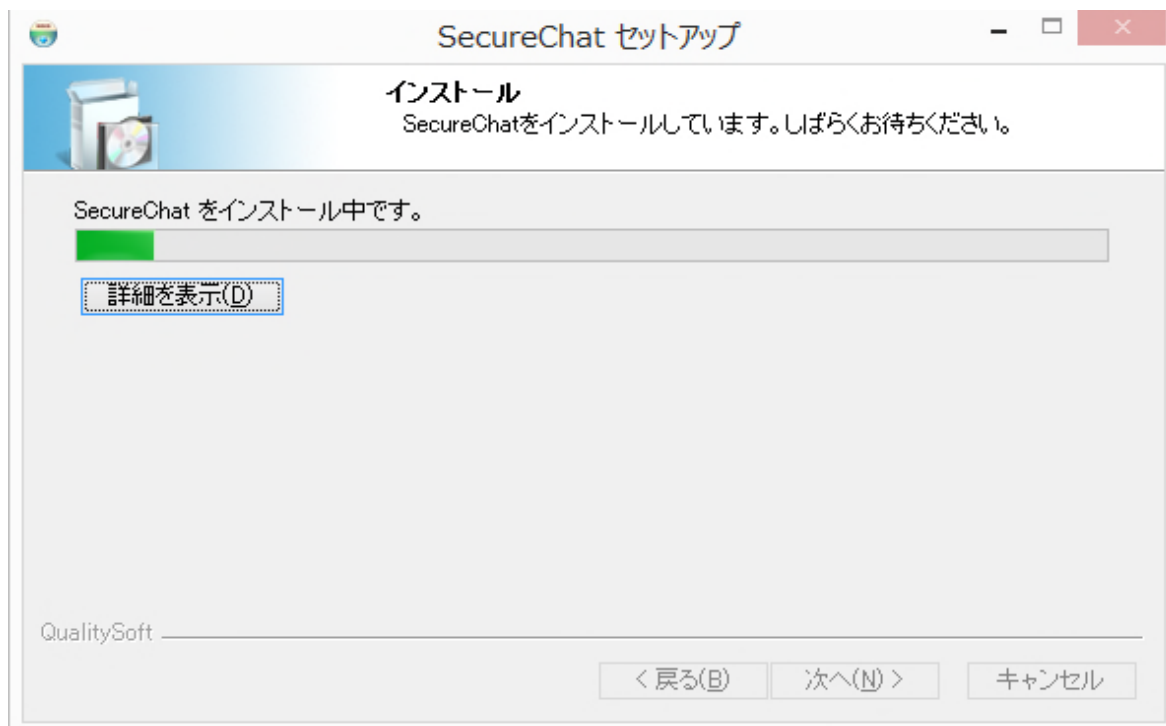 SecureChat セットアップ
インストール
SecureChatをインストールしています。しばらくお待ちください。
SecureChat をインストール中です。
詳細を表示(D)
QualitySoft
< 戻る(B)
次へ(N) >
キャンセル